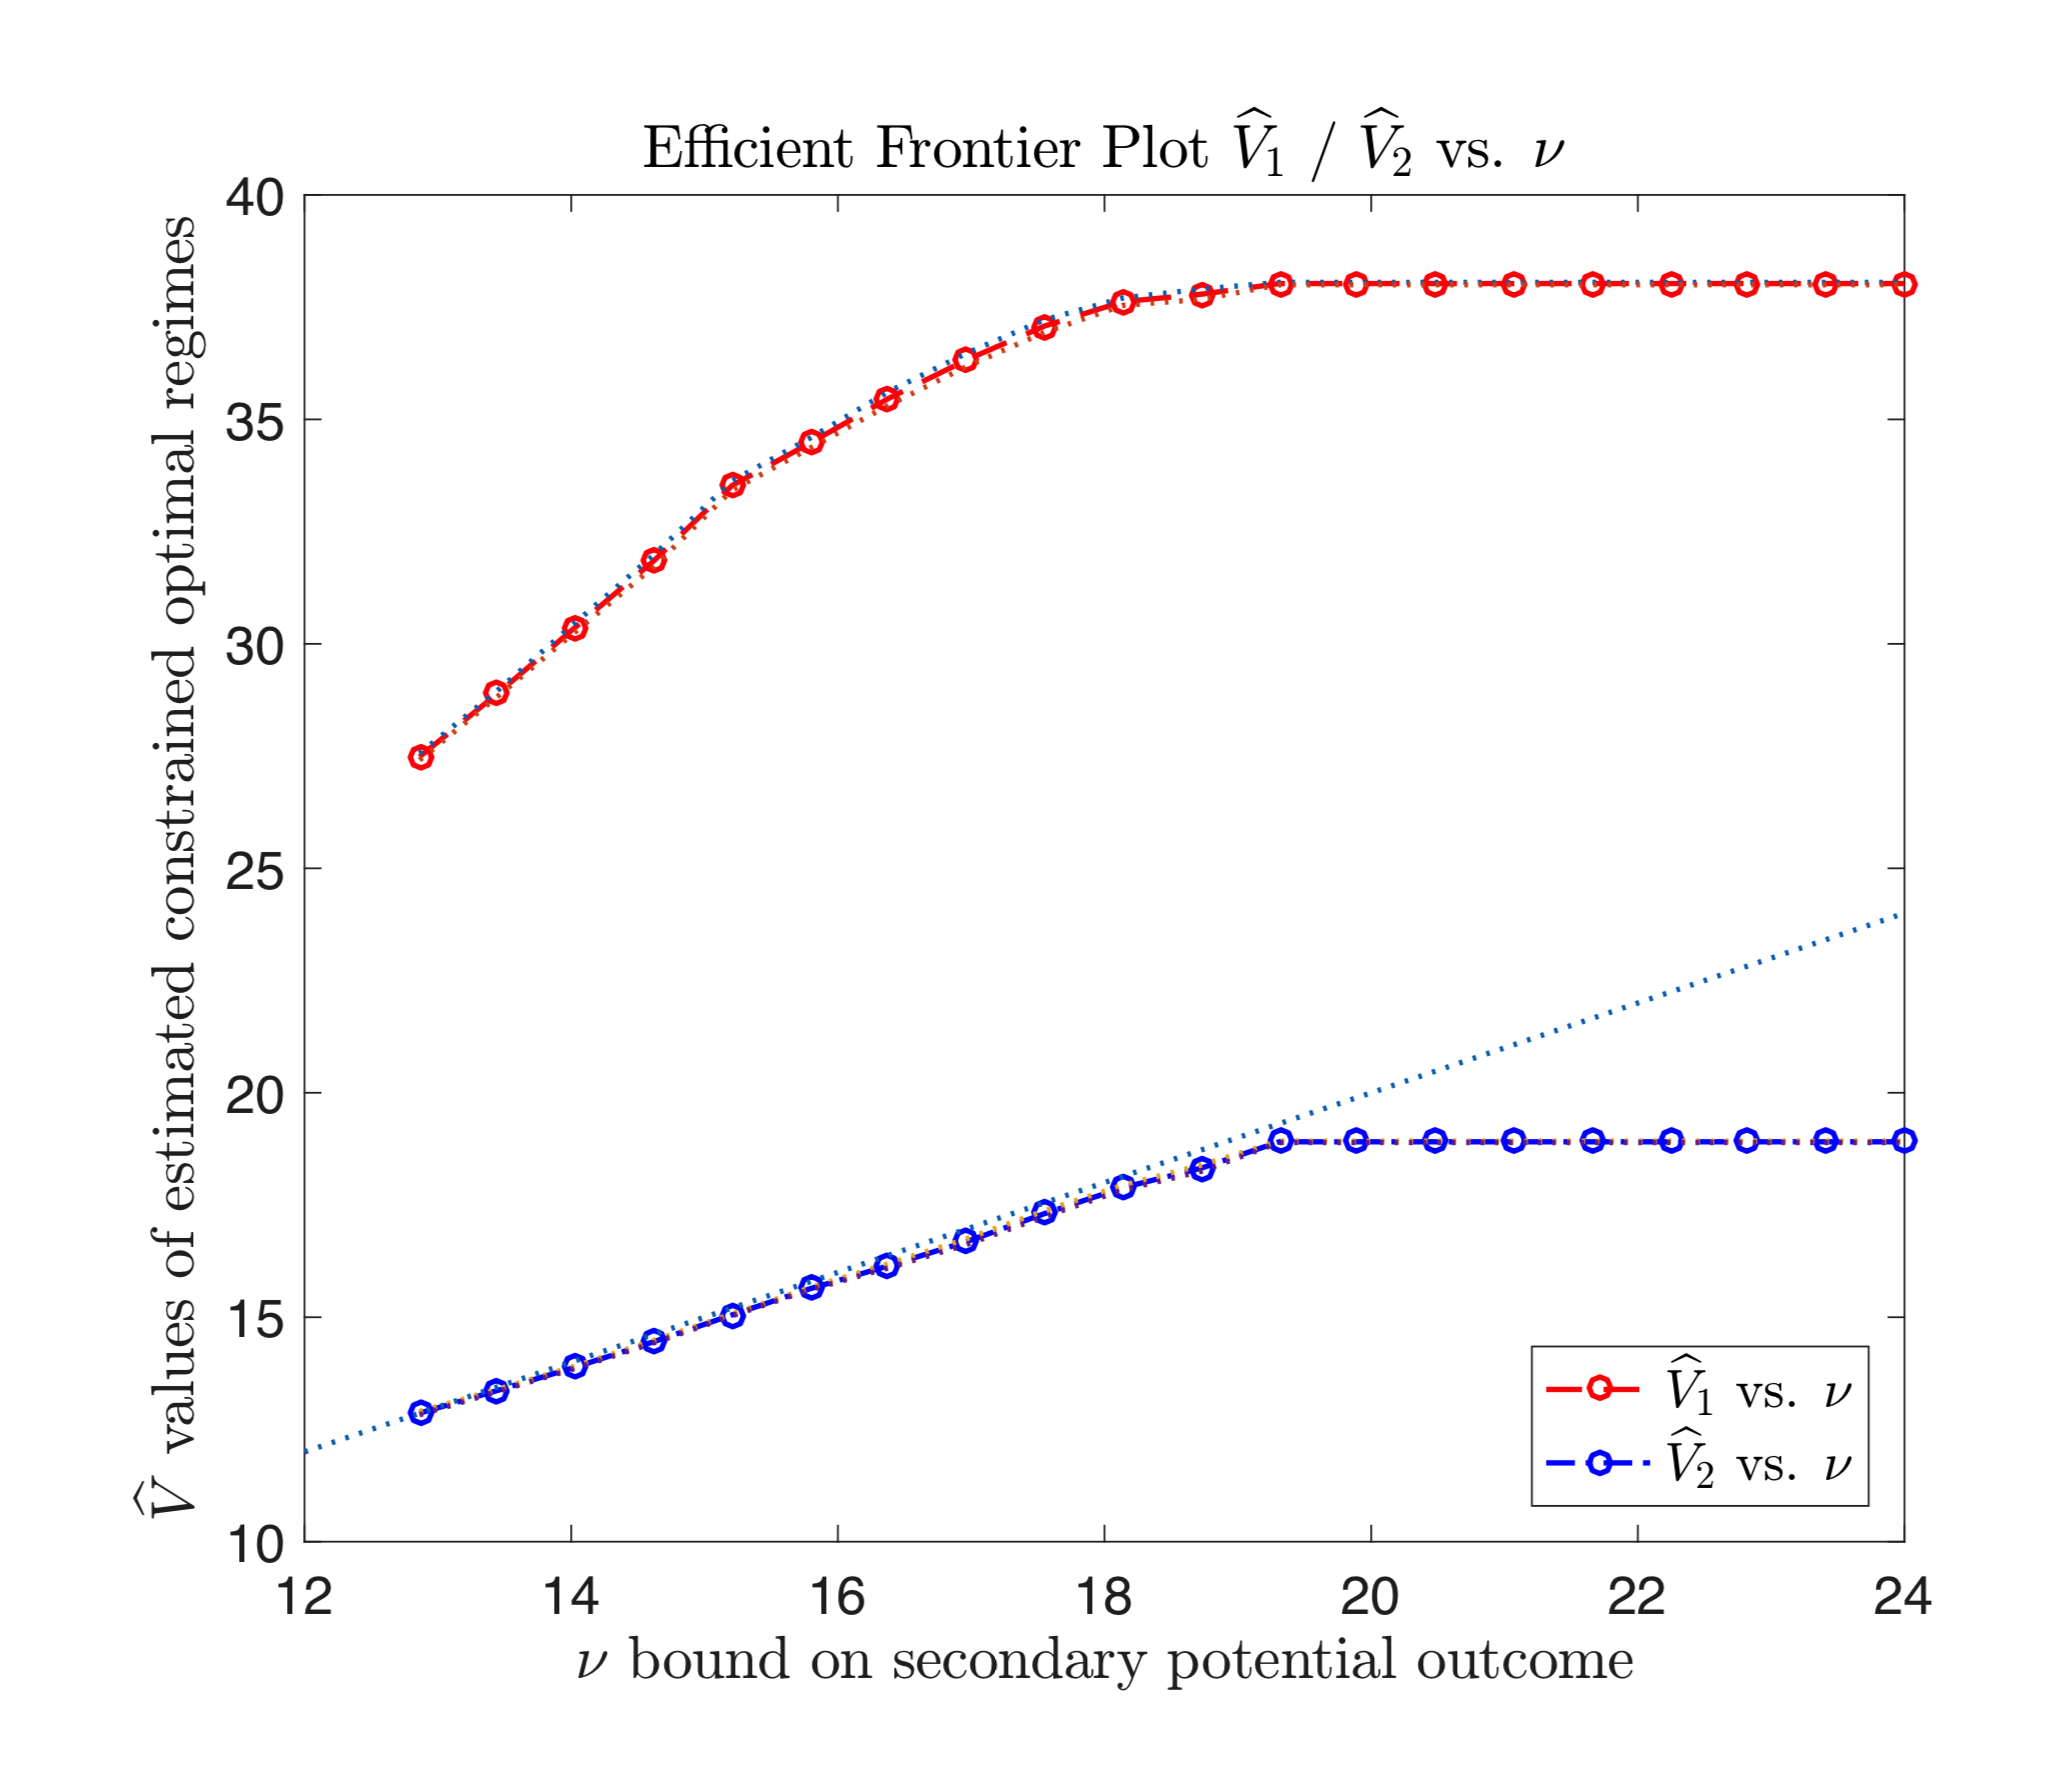 Efficient Frontier Plot V̂₁ / V̂₂ vs. ν
V̂ values of estimated constrained optimal regimes
40
35
30
25
20
15
10
12 14 16 18 20 22 24
ν bound on secondary potential outcome
V̂₁ vs. ν
V̂₂ vs. ν